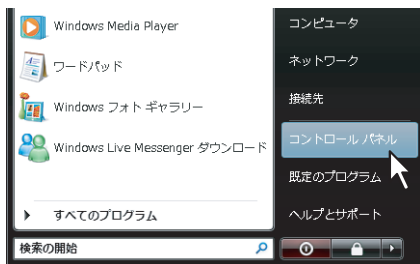 Windows Media Player
ワードパッド
Windows フォト ギャラリー
Windows Live Messenger ダウンロード
すべてのプログラム
検索の開始
コンピュータ
ネットワーク
接続先
コントロール パネル
既定のプログラム
ヘルプとサポート